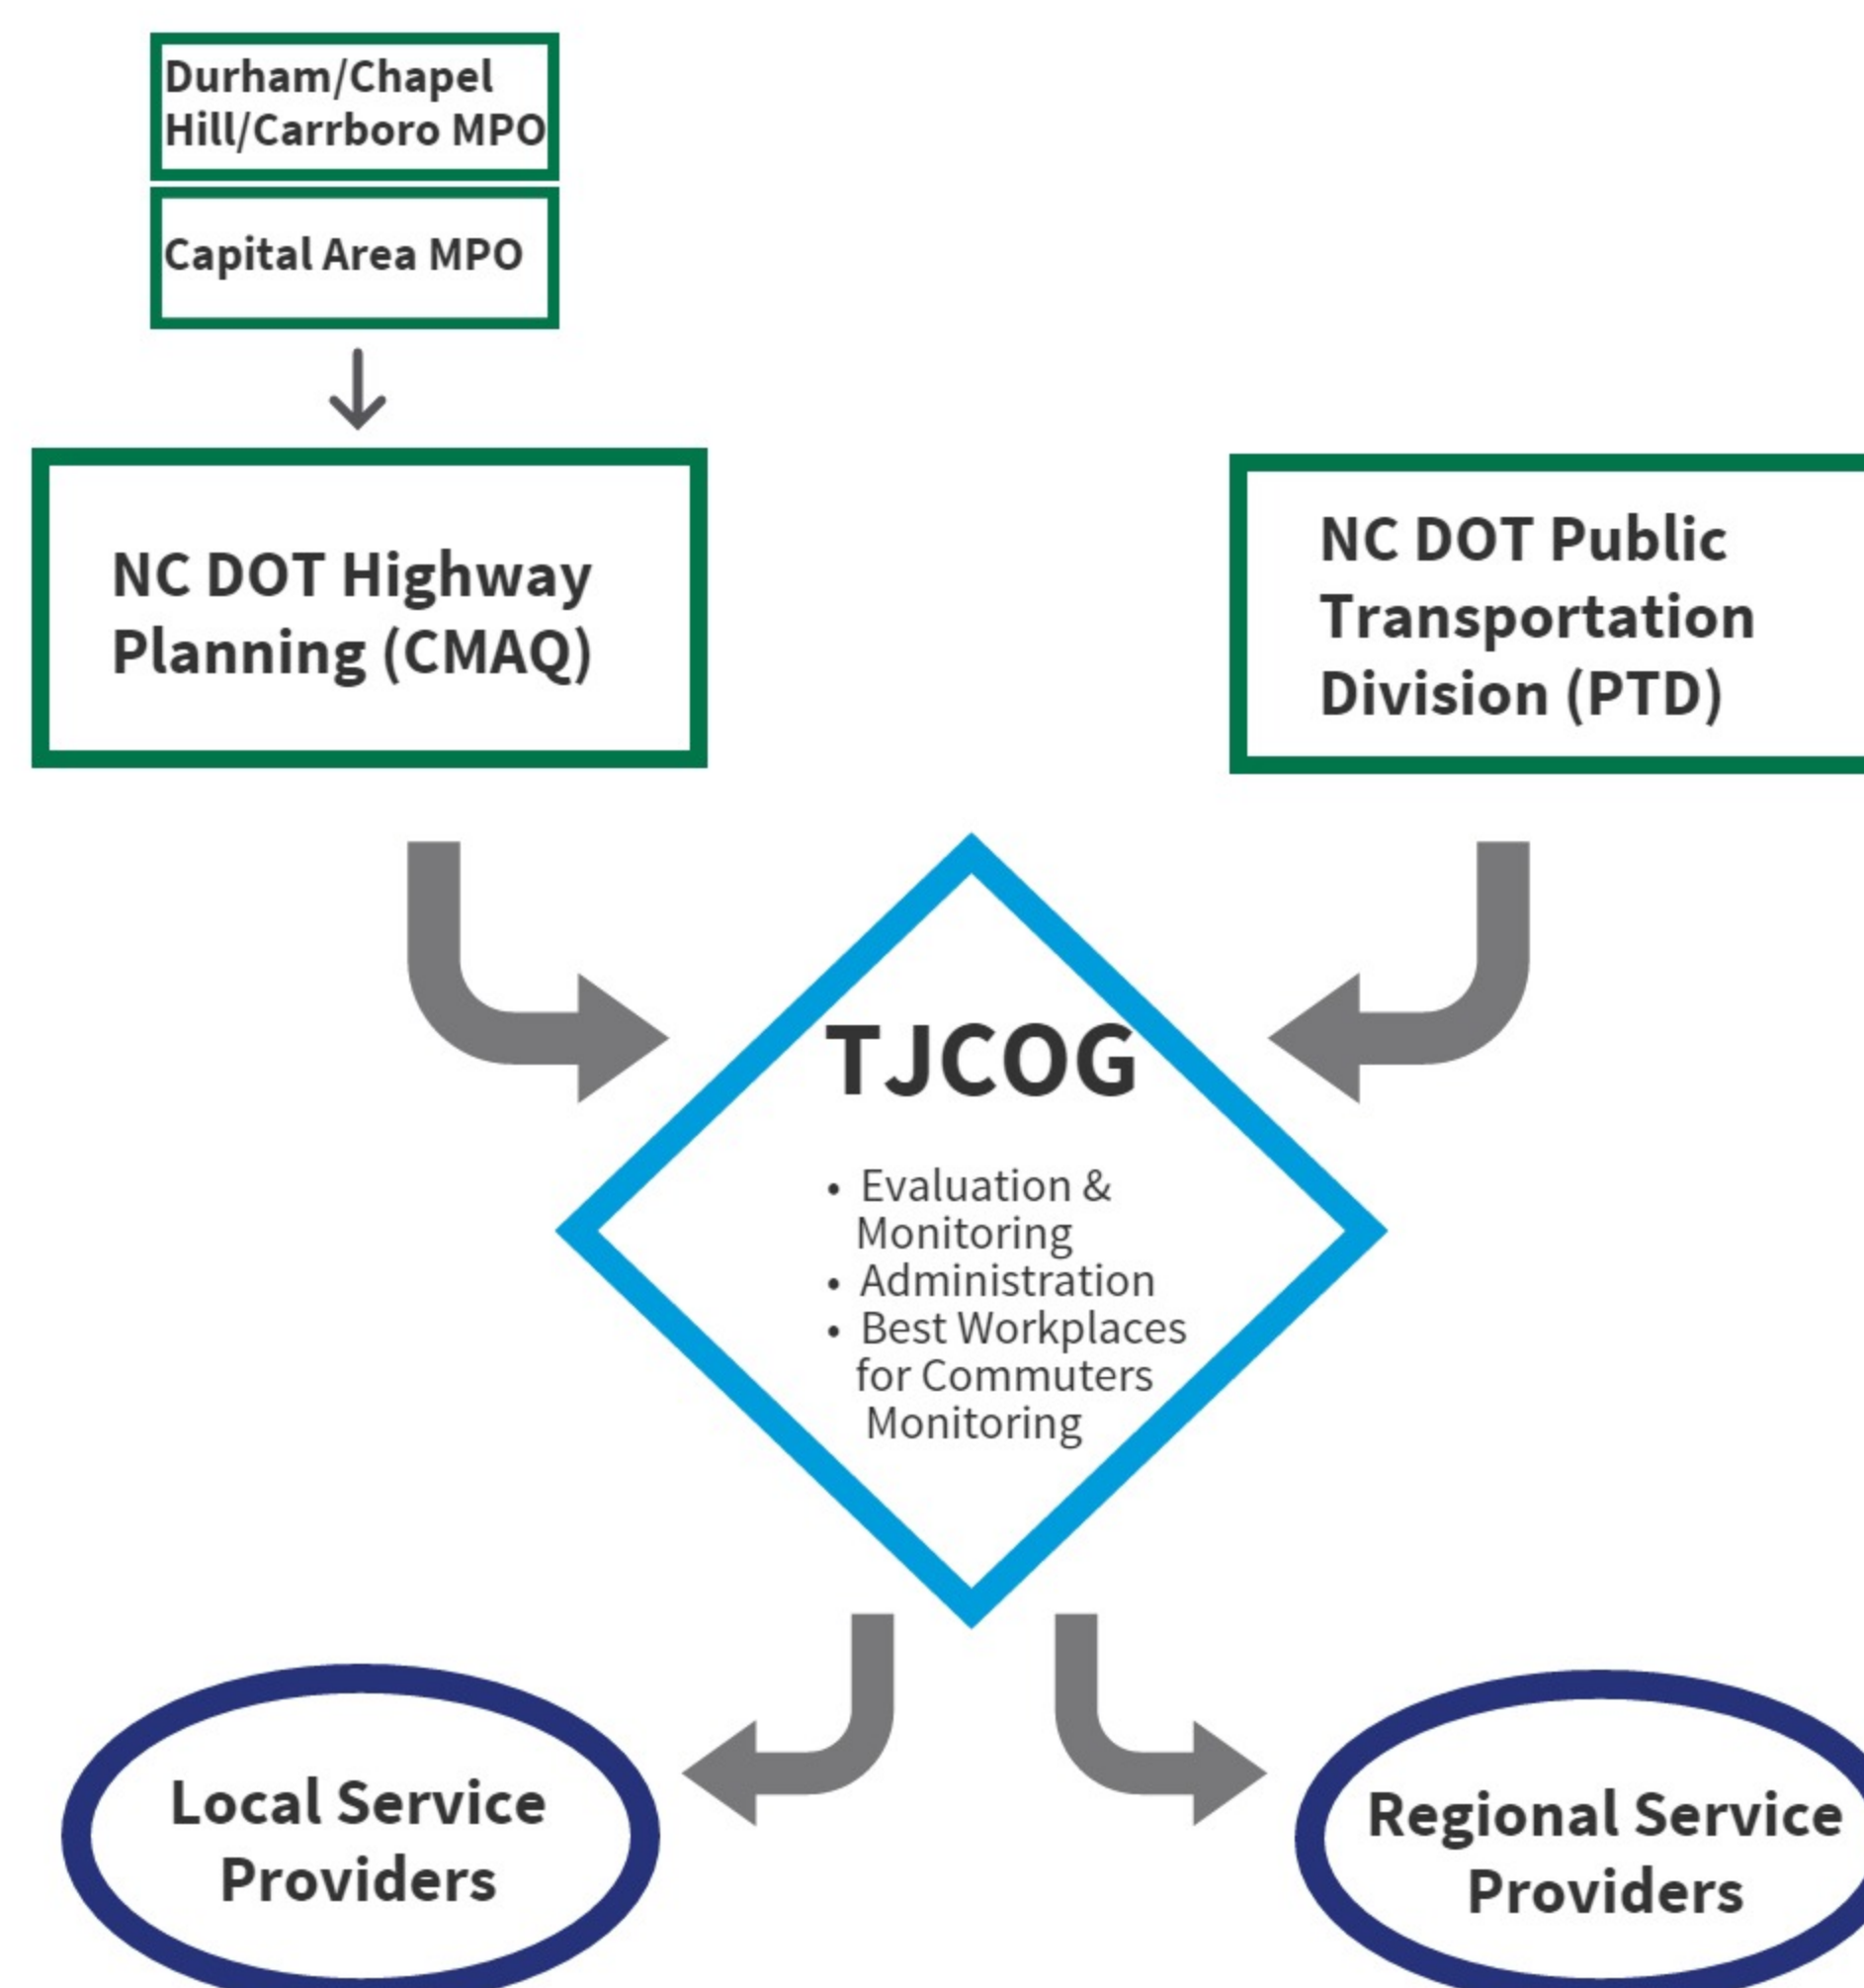 Durham/Chapel
Hill/Carrboro MPO
Capital Area MPO
NC DOT Highway
Planning (CMAQ)
NC DOT Public
Transportation
Division (PTD)
TJCOG
• Evaluation &
Monitoring
• Administration
• Best Workplaces
for Commuters
Monitoring
Local Service
Providers
Regional Service
Providers